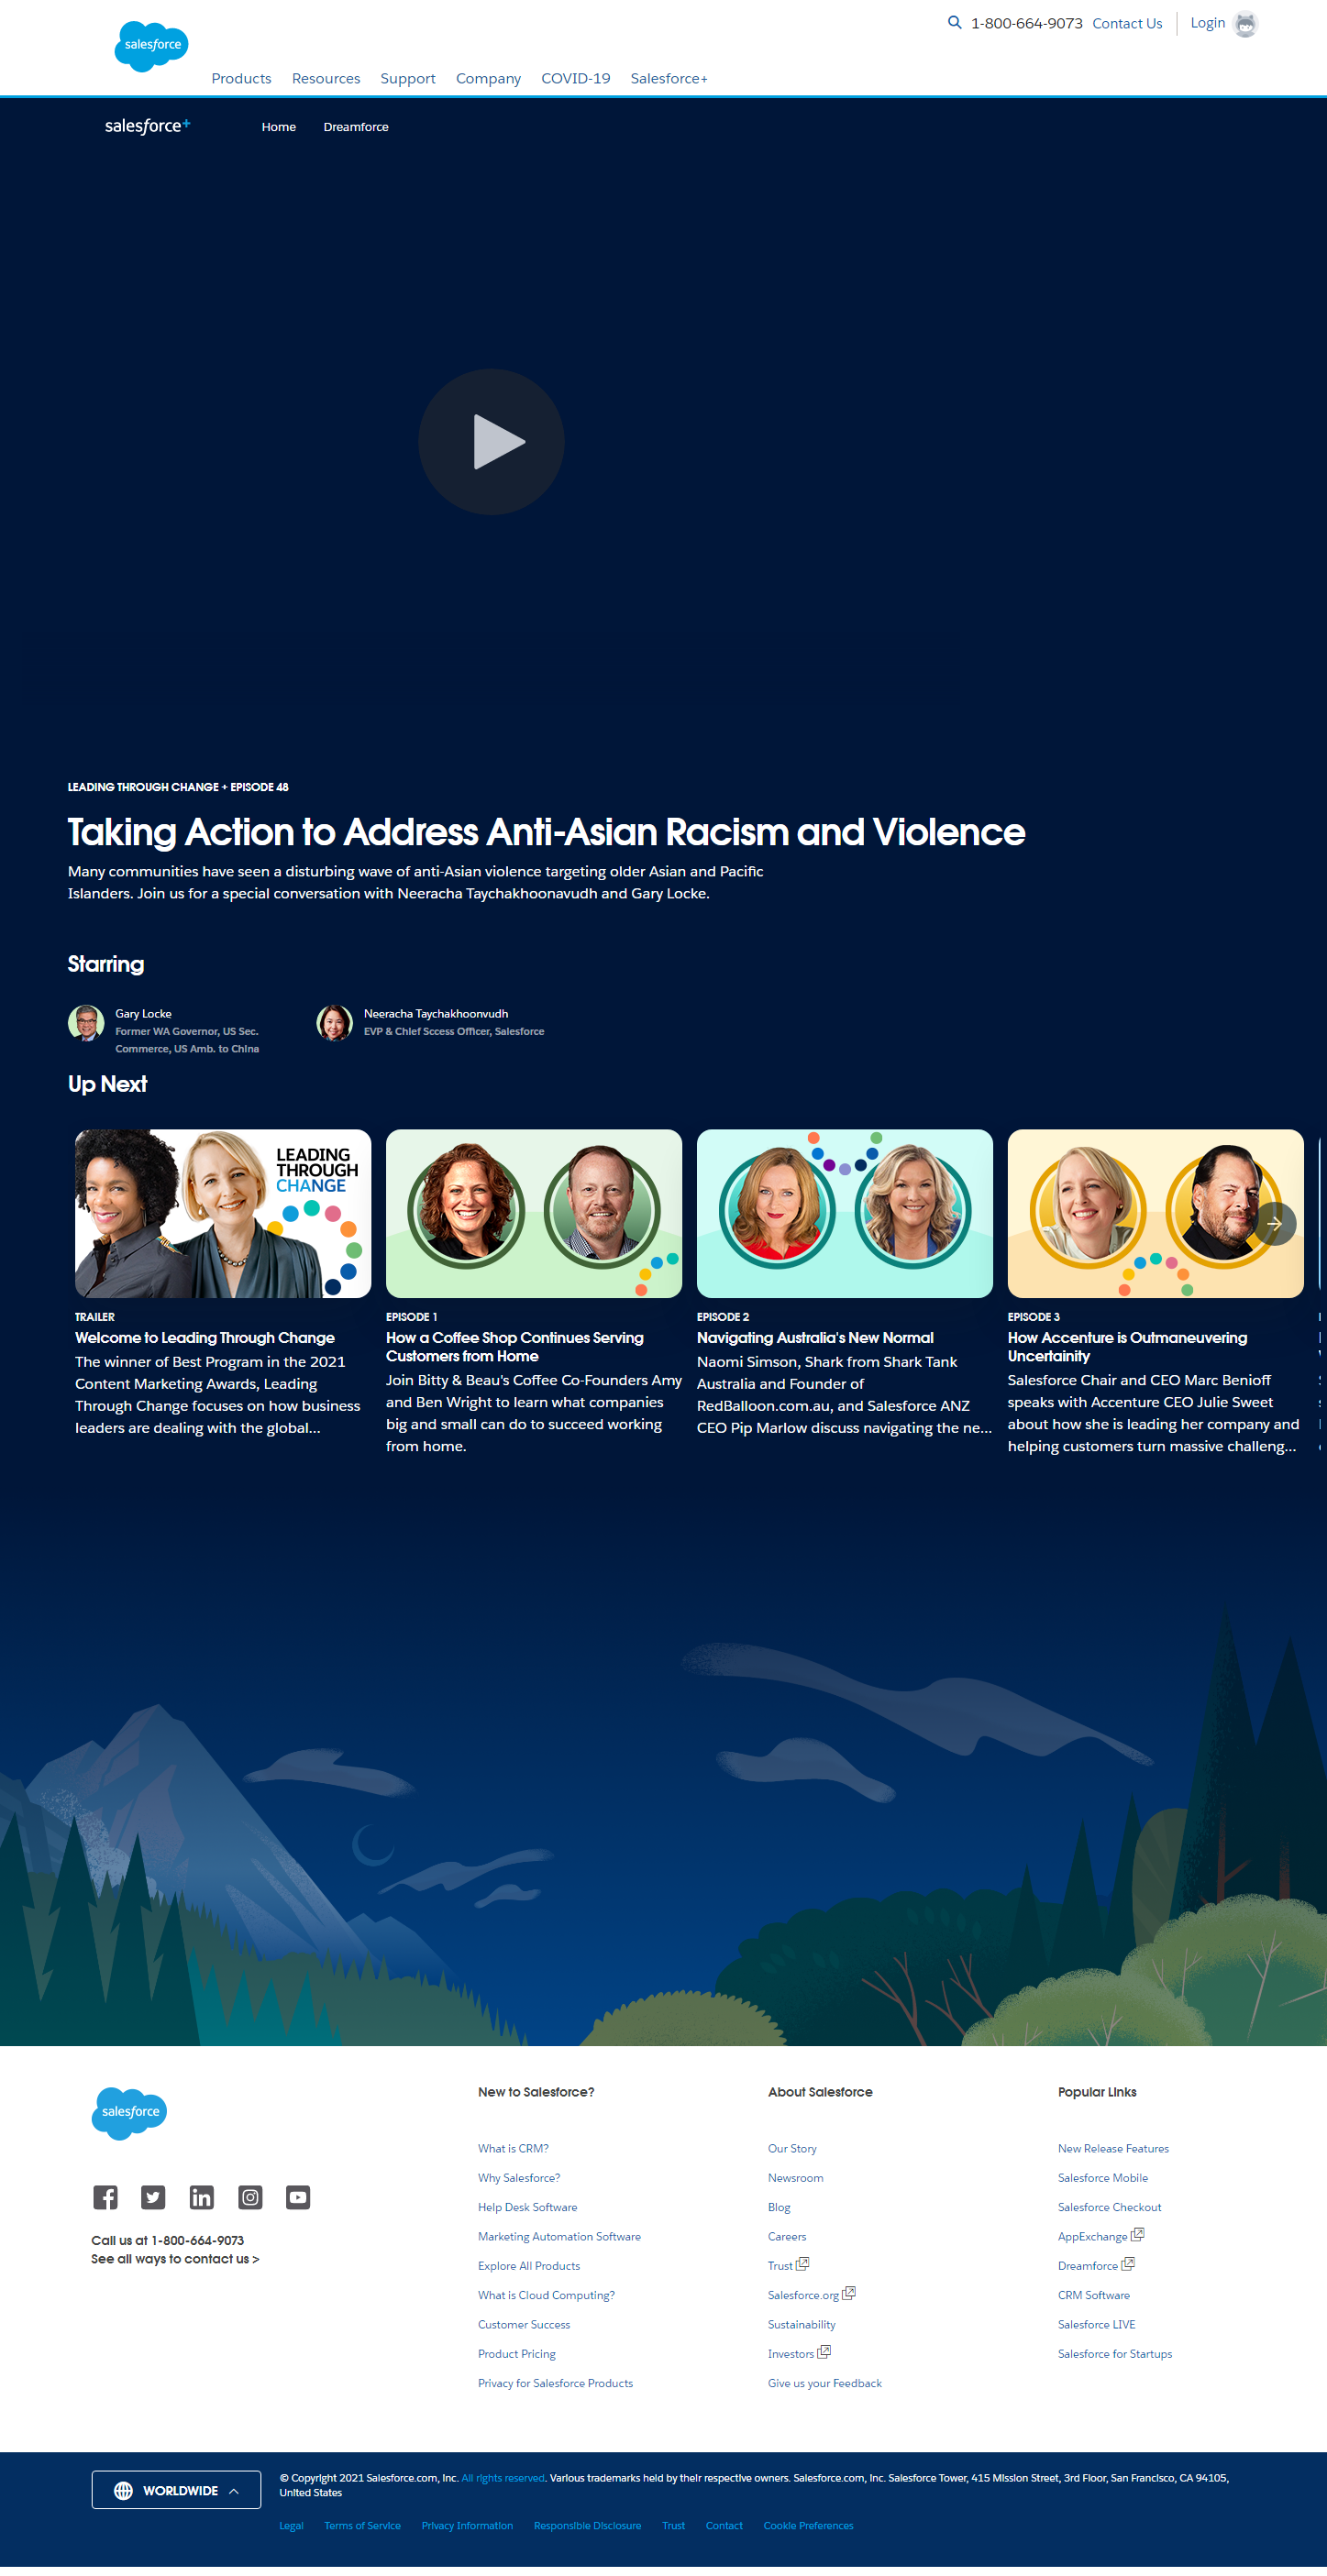 salesforce
1-800-664-9073 Contact Us Login
Products Resources Support Company COVID-19 Salesforce+
salesforce+ Home Dreamforce
LEADING THROUGH CHANGE + EPISODE 48
Taking Action to Address Anti-Asian Racism and Violence
Many communities have seen a disturbing wave of anti-Asian violence targeting older Asian and Pacific
Islanders. Join us for a special conversation with Neeracha Taychakhoonavudh and Gary Locke.
Starring
Gary Locke
Former WA Governor, US Sec.
Commerce, US Amb. to China
Neeracha Taychakhoonvudh
EVP & Chief Sccess Officer, Salesforce
Up Next
LEADING
THROUGH
CHANGE
TRAILER
Welcome to Leading Through Change
The winner of Best Program in the 2021
Content Marketing Awards, Leading
Through Change focuses on how business
leaders are dealing with the global...
EPISODE 1
How a Coffee Shop Continues Serving
Customers from Home
Join Bitty & Beau's Coffee Co-Founders Amy
and Ben Wright to learn what companies
big and small can do to succeed working
from home.
EPISODE 2
Navigating Australia's New Normal
Naomi Simson, Shark from Shark Tank
Australia and Founder of
RedBalloon.com.au, and Salesforce ANZ
CEO Pip Marlow discuss navigating the ne...
EPISODE 3
How Accenture is Outmaneuvering
Uncertainity
Salesforce Chair and CEO Marc Benioff
speaks with Accenture CEO Julie Sweet
about how she is leading her company and
helping customers turn massive challeng...
salesforce
Call us at 1-800-664-9073
See all ways to contact us >
New to Salesforce?
What is CRM?
Why Salesforce?
Help Desk Software
Marketing Automation Software
Explore All Products
What is Cloud Computing?
Customer Success
Product Pricing
Privacy for Salesforce Products
About Salesforce
Our Story
Newsroom
Blog
Careers
Trust
Salesforce.org
Sustainability
Investors
Give us your Feedback
Popular Links
New Release Features
Salesforce Mobile
Salesforce Checkout
AppExchange
Dreamforce
CRM Software
Salesforce LIVE
Salesforce for Startups
WORLDWIDE
© Copyright 2021 Salesforce.com, Inc. All rights reserved. Various trademarks held by their respective owners. Salesforce.com, Inc. Salesforce Tower, 415 Mission Street, 3rd Floor, San Francisco, CA 94105,
United States
Legal Terms of Service Privacy Information Responsible Disclosure Trust Contact Cookie Preferences